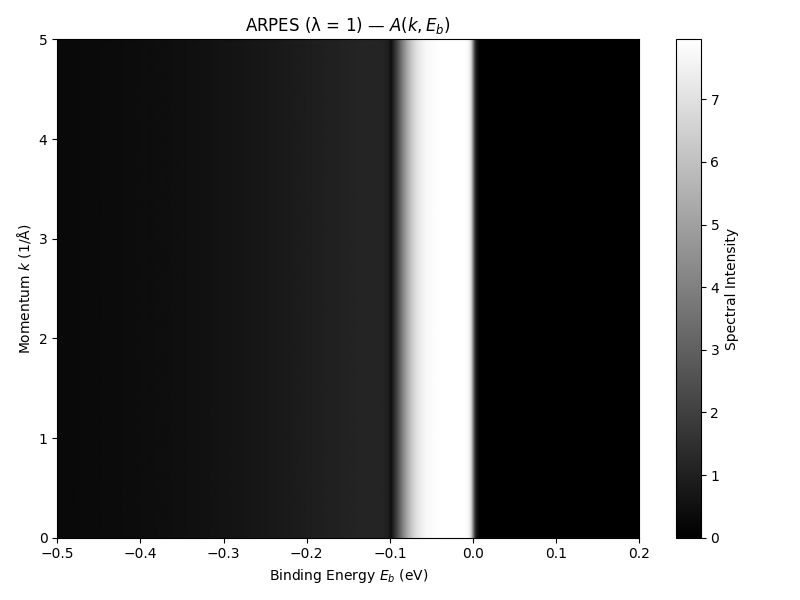 ARPES (λ = 1) — A(k, E_b)
5
4
3
2
1
0
Momentum k (1/Å)
−0.5 −0.4 −0.3 −0.2 −0.1 0.0 0.1 0.2
Binding Energy E_b (eV)
7
6
5
4
3
2
1
0
Spectral Intensity